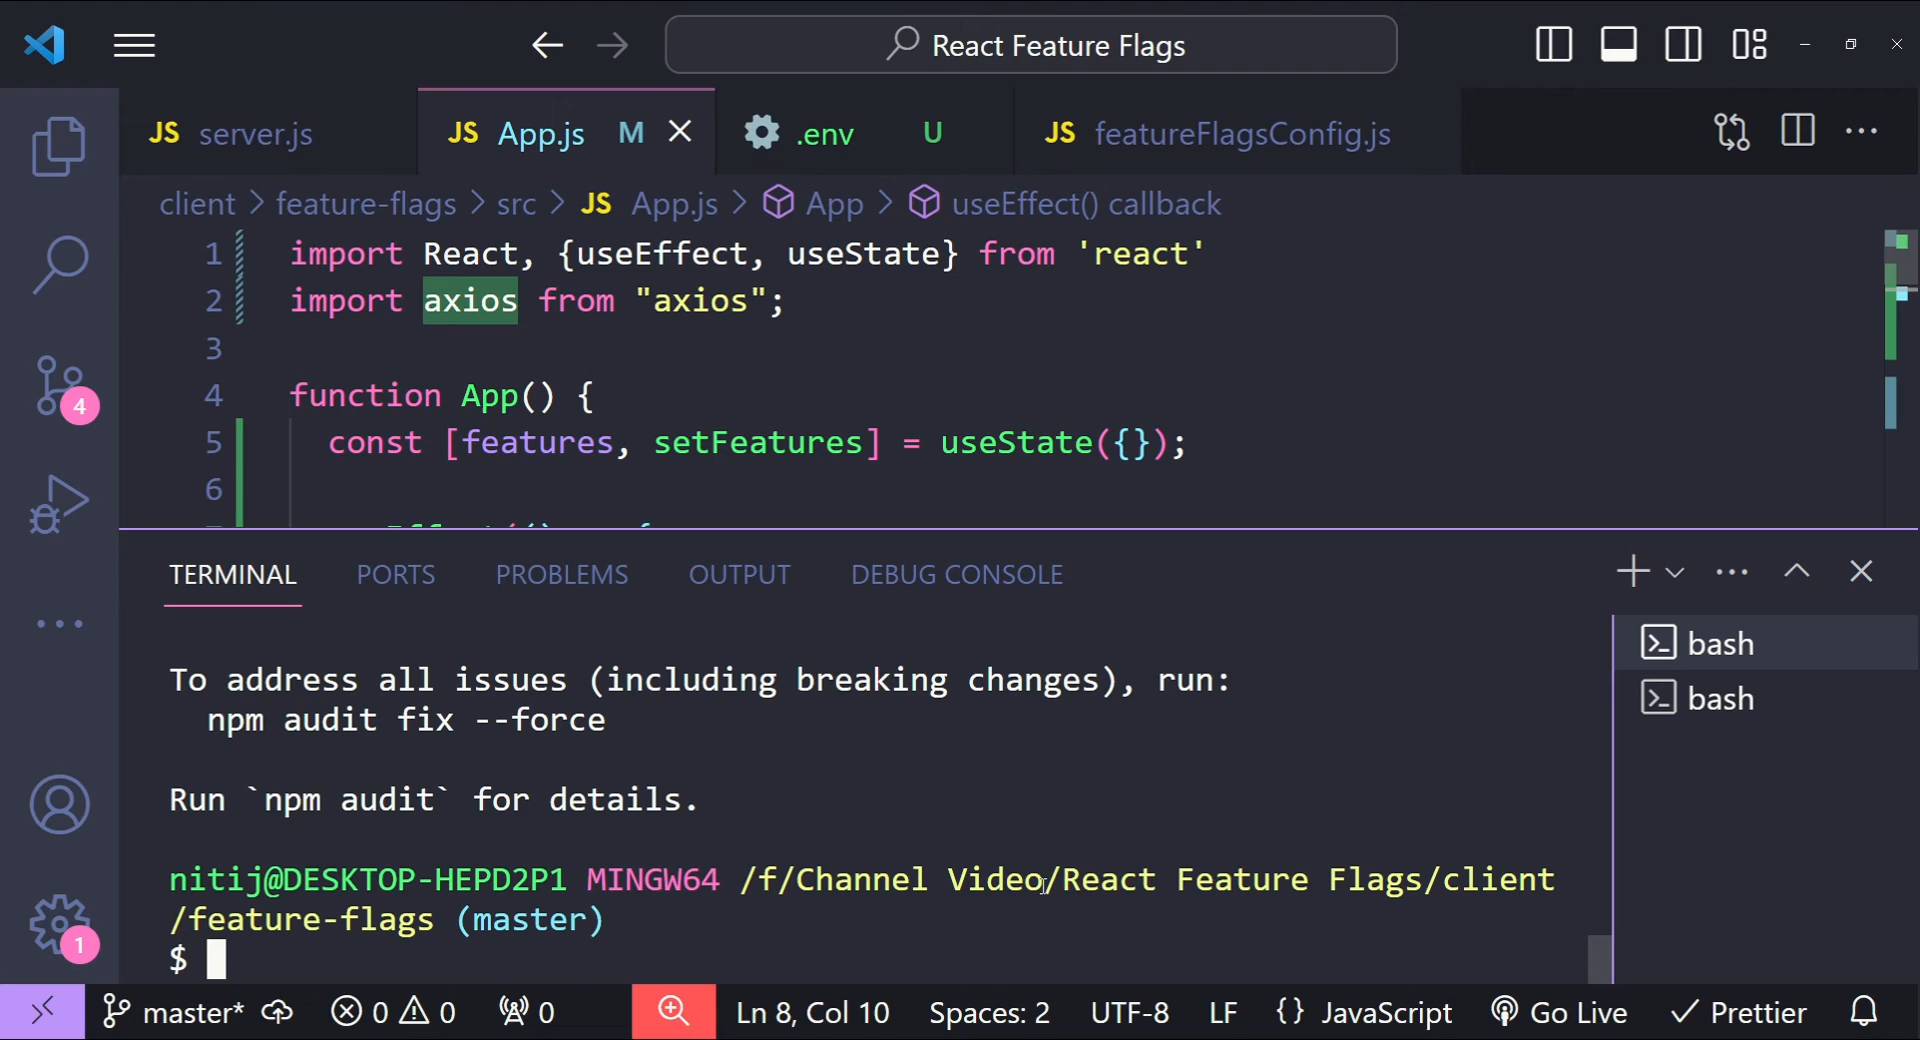 React Feature Flags
JS server.js
JS App.js M
.env U
JS featureFlagsConfig.js
client > feature-flags > src > JS App.js > App > useEffect() callback
1 import React, {useEffect, useState} from 'react'
2 import axios from "axios";
3
4 function App() {
5 const [features, setFeatures] = useState({});
6
4
1
TERMINAL PORTS PROBLEMS OUTPUT DEBUG CONSOLE
bash
bash
To address all issues (including breaking changes), run:
npm audit fix --force
Run `npm audit` for details.
nitij@DESKTOP-HEPD2P1 MINGW64 /f/Channel Video/React Feature Flags/client
/feature-flags (master)
$
master* 0 0 0 Ln 8, Col 10 Spaces: 2 UTF-8 LF {} JavaScript Go Live Prettier